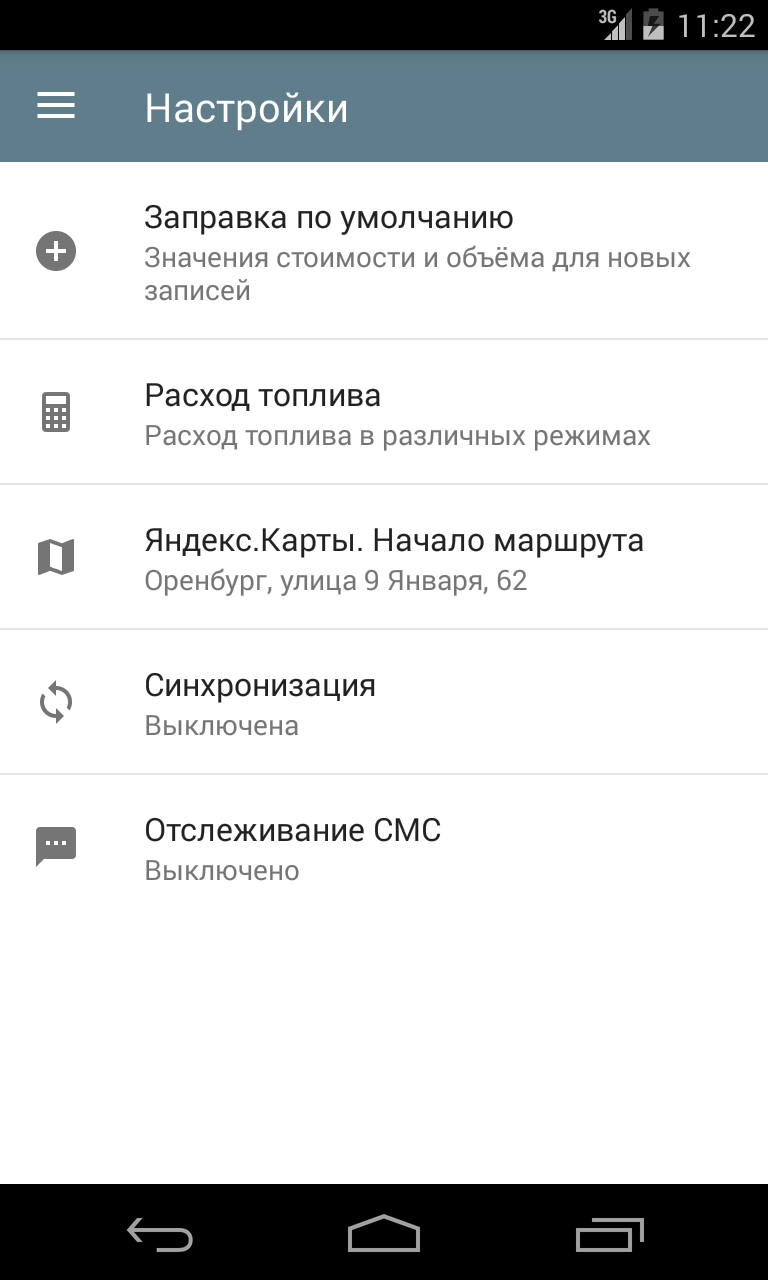 3G 11:22
Настройки
Заправка по умолчанию
Значения стоимости и объёма для новых
записей
Расход топлива
Расход топлива в различных режимах
Яндекс.Карты. Начало маршрута
Оренбург, улица 9 Января, 62
Синхронизация
Выключена
Отслеживание СМС
Выключено